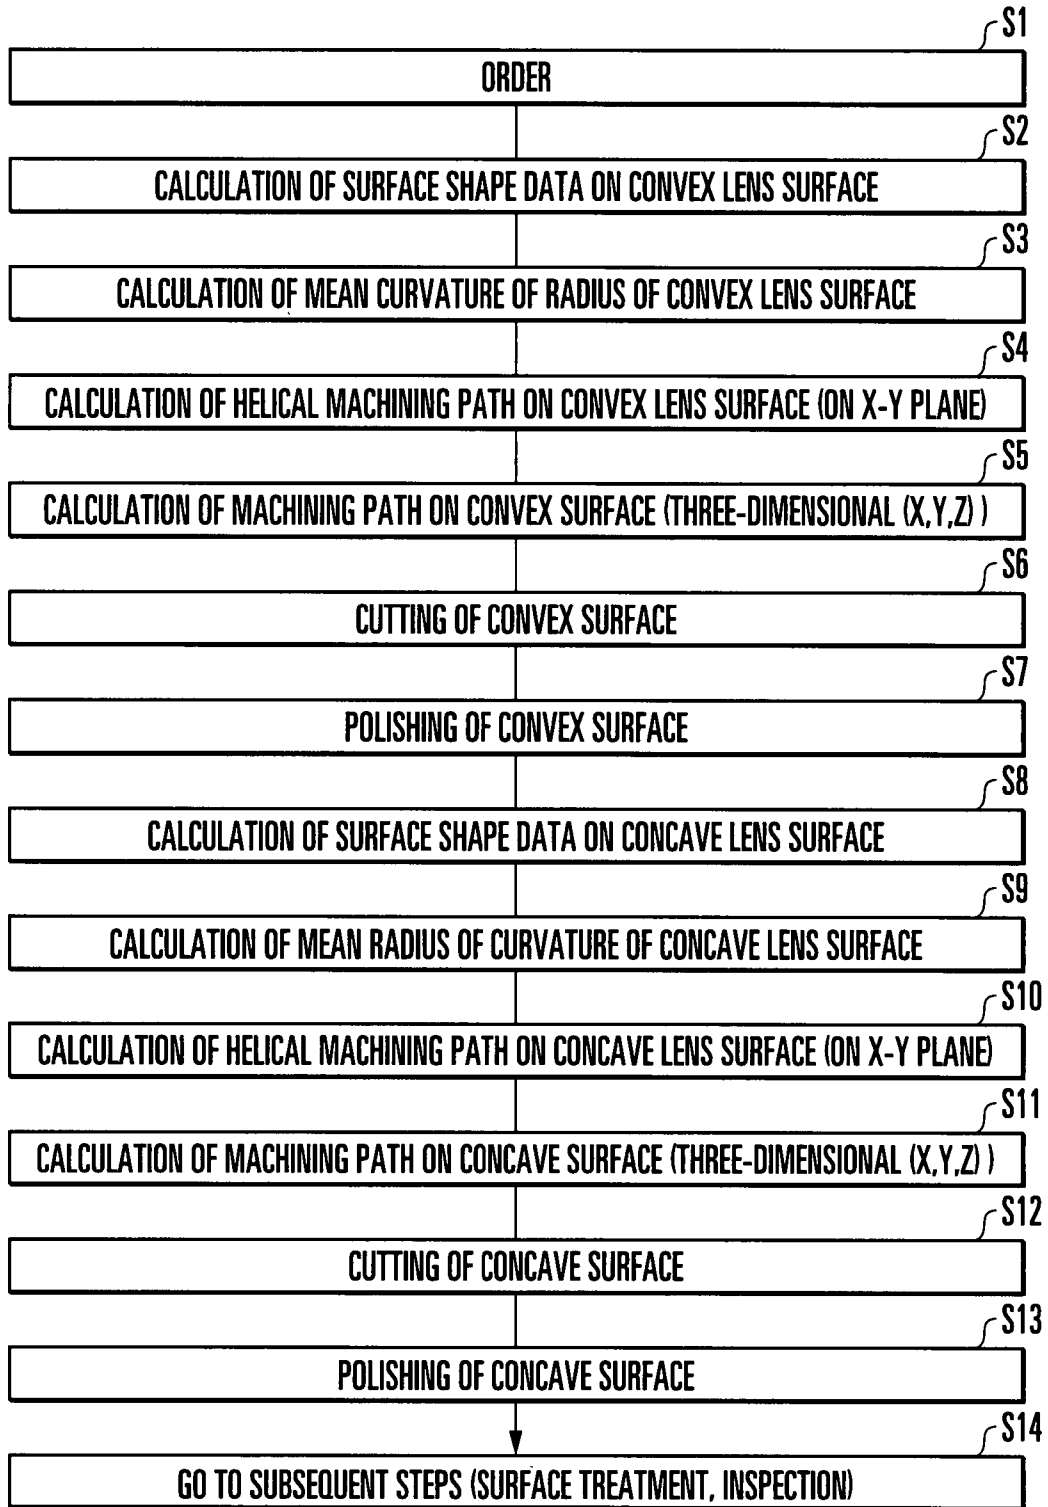 S1
ORDER
S2
CALCULATION OF SURFACE SHAPE DATA ON CONVEX LENS SURFACE
S3
CALCULATION OF MEAN CURVATURE OF RADIUS OF CONVEX LENS SURFACE
S4
CALCULATION OF HELICAL MACHINING PATH ON CONVEX LENS SURFACE (ON X-Y PLANE)
S5
CALCULATION OF MACHINING PATH ON CONVEX SURFACE (THREE-DIMENSIONAL (X,Y,Z) )
S6
CUTTING OF CONVEX SURFACE
S7
POLISHING OF CONVEX SURFACE
S8
CALCULATION OF SURFACE SHAPE DATA ON CONCAVE LENS SURFACE
S9
CALCULATION OF MEAN RADIUS OF CURVATURE OF CONCAVE LENS SURFACE
S10
CALCULATION OF HELICAL MACHINING PATH ON CONCAVE LENS SURFACE (ON X-Y PLANE)
S11
CALCULATION OF MACHINING PATH ON CONCAVE SURFACE (THREE-DIMENSIONAL (X,Y,Z) )
S12
CUTTING OF CONCAVE SURFACE
S13
POLISHING OF CONCAVE SURFACE
S14
GO TO SUBSEQUENT STEPS (SURFACE TREATMENT, INSPECTION)